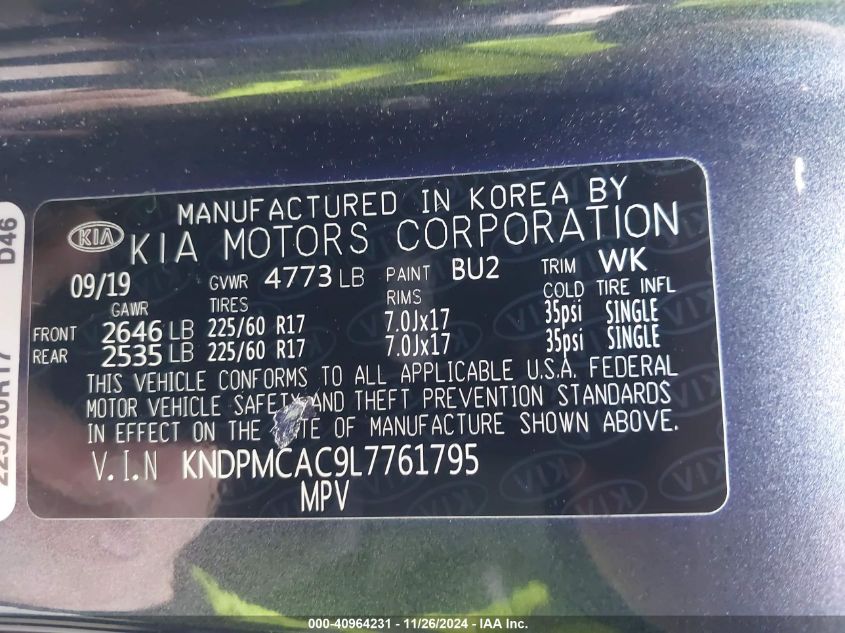 MANUFACTURED IN KOREA BY
KIA KIA MOTORS CORPORATION
09/19 GVWR 4773 LB PAINT BU2 TRIM WK
GAWR TIRES RIMS COLD TIRE INFL
FRONT 2646 LB 225/60 R17 7.0Jx17 35psi SINGLE
REAR 2535 LB 225/60 R17 7.0Jx17 35psi SINGLE
THIS VEHICLE CONFORMS TO ALL APPLICABLE U.S.A. FEDERAL
MOTOR VEHICLE SAFETY AND THEFT PREVENTION STANDARDS
IN EFFECT ON THE TE OF MANUFACTURE SHOWN ABOVE.
V.I.N KNDPMCAC9L7761795
MPV
225/60R17 D46
000-40964231 - 11/26/2024 - IAA Inc.